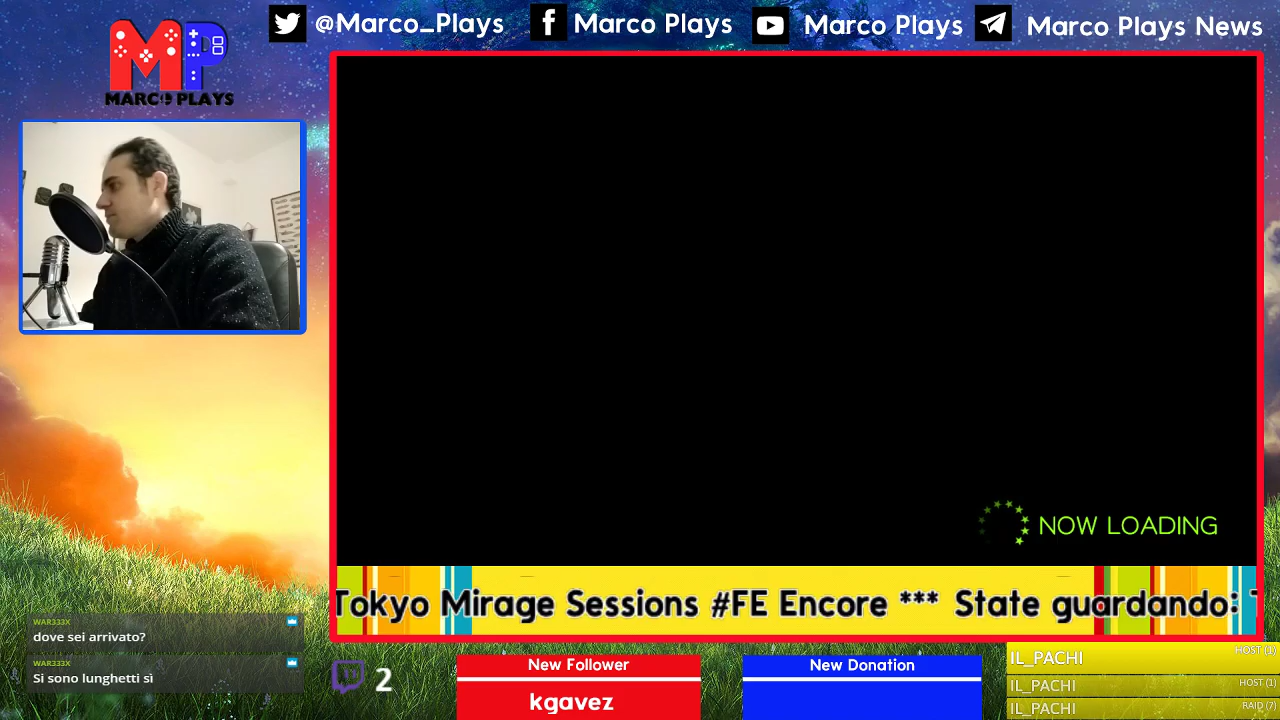 @Marco_Plays
Marco Plays
Marco Plays
Marco Plays News
MP
MARCO PLAYS
NOW LOADING
Tokyo Mirage Sessions #FE Encore *** State guardando:
WAR333X
dove sei arrivato?
WAR333X
Sì sono lunghetti sì
2
New Follower
kgavez
New Donation
IL_PACHI HOST (1)
IL_PACHI HOST (1)
IL_PACHI RAID (7)